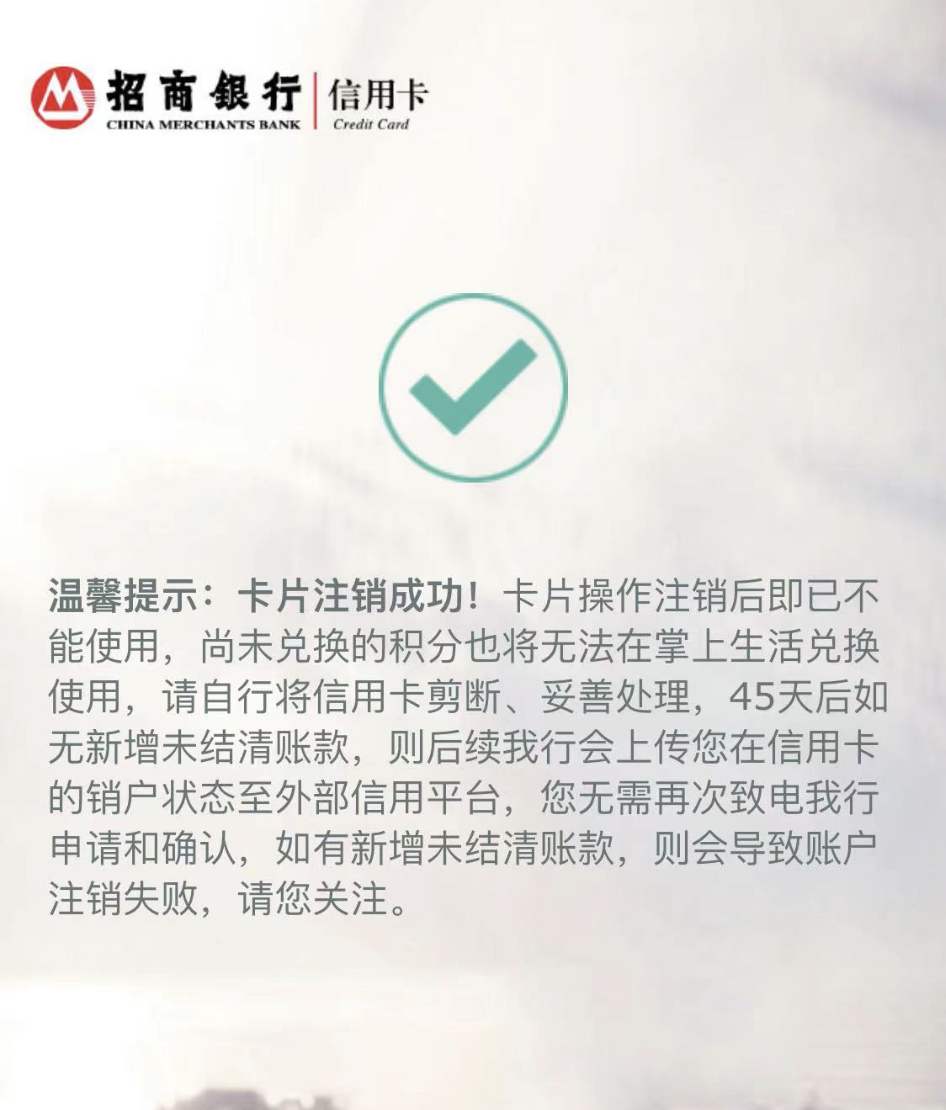 招商银行 信用卡
CHINA MERCHANTS BANK Credit Card
温馨提示：卡片注销成功！卡片操作注销后即已不
能使用，尚未兑换的积分也将无法在掌上生活兑换
使用，请自行将信用卡剪断、妥善处理，45天后如
无新增未结清账款，则后续我行会上传您在信用卡
的销户状态至外部信用平台，您无需再次致电我行
申请和确认，如有新增未结清账款，则会导致账户
注销失败，请您关注。